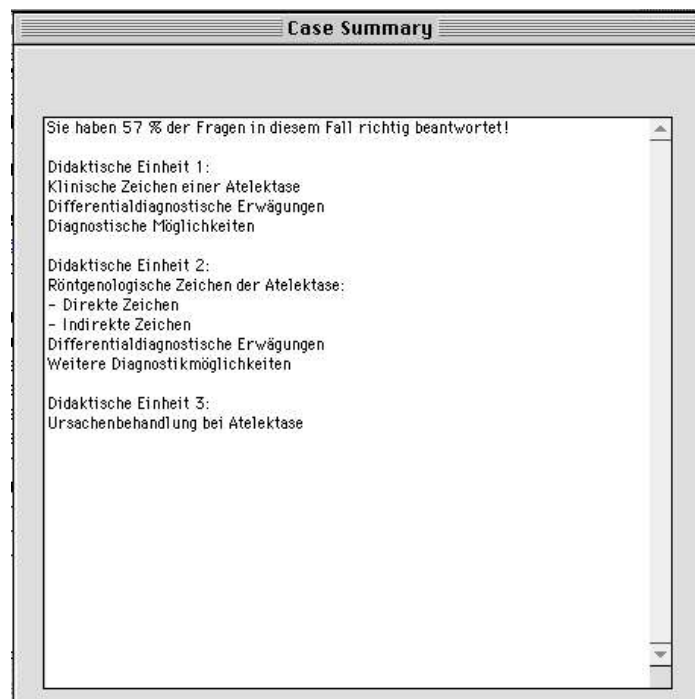 Case Summary
Sie haben 57 % der Fragen in diesem Fall richtig beantwortet!
Didaktische Einheit 1:
Klinische Zeichen einer Atelektase
Differentialdiagnostische Erwägungen
Diagnostische Möglichkeiten
Didaktische Einheit 2:
Röntgenologische Zeichen der Atelektase:
- Direkte Zeichen
- Indirekte Zeichen
Differentialdiagnostische Erwägungen
Weitere Diagnostikmöglichkeiten
Didaktische Einheit 3:
Ursachenbehandlung bei Atelektase